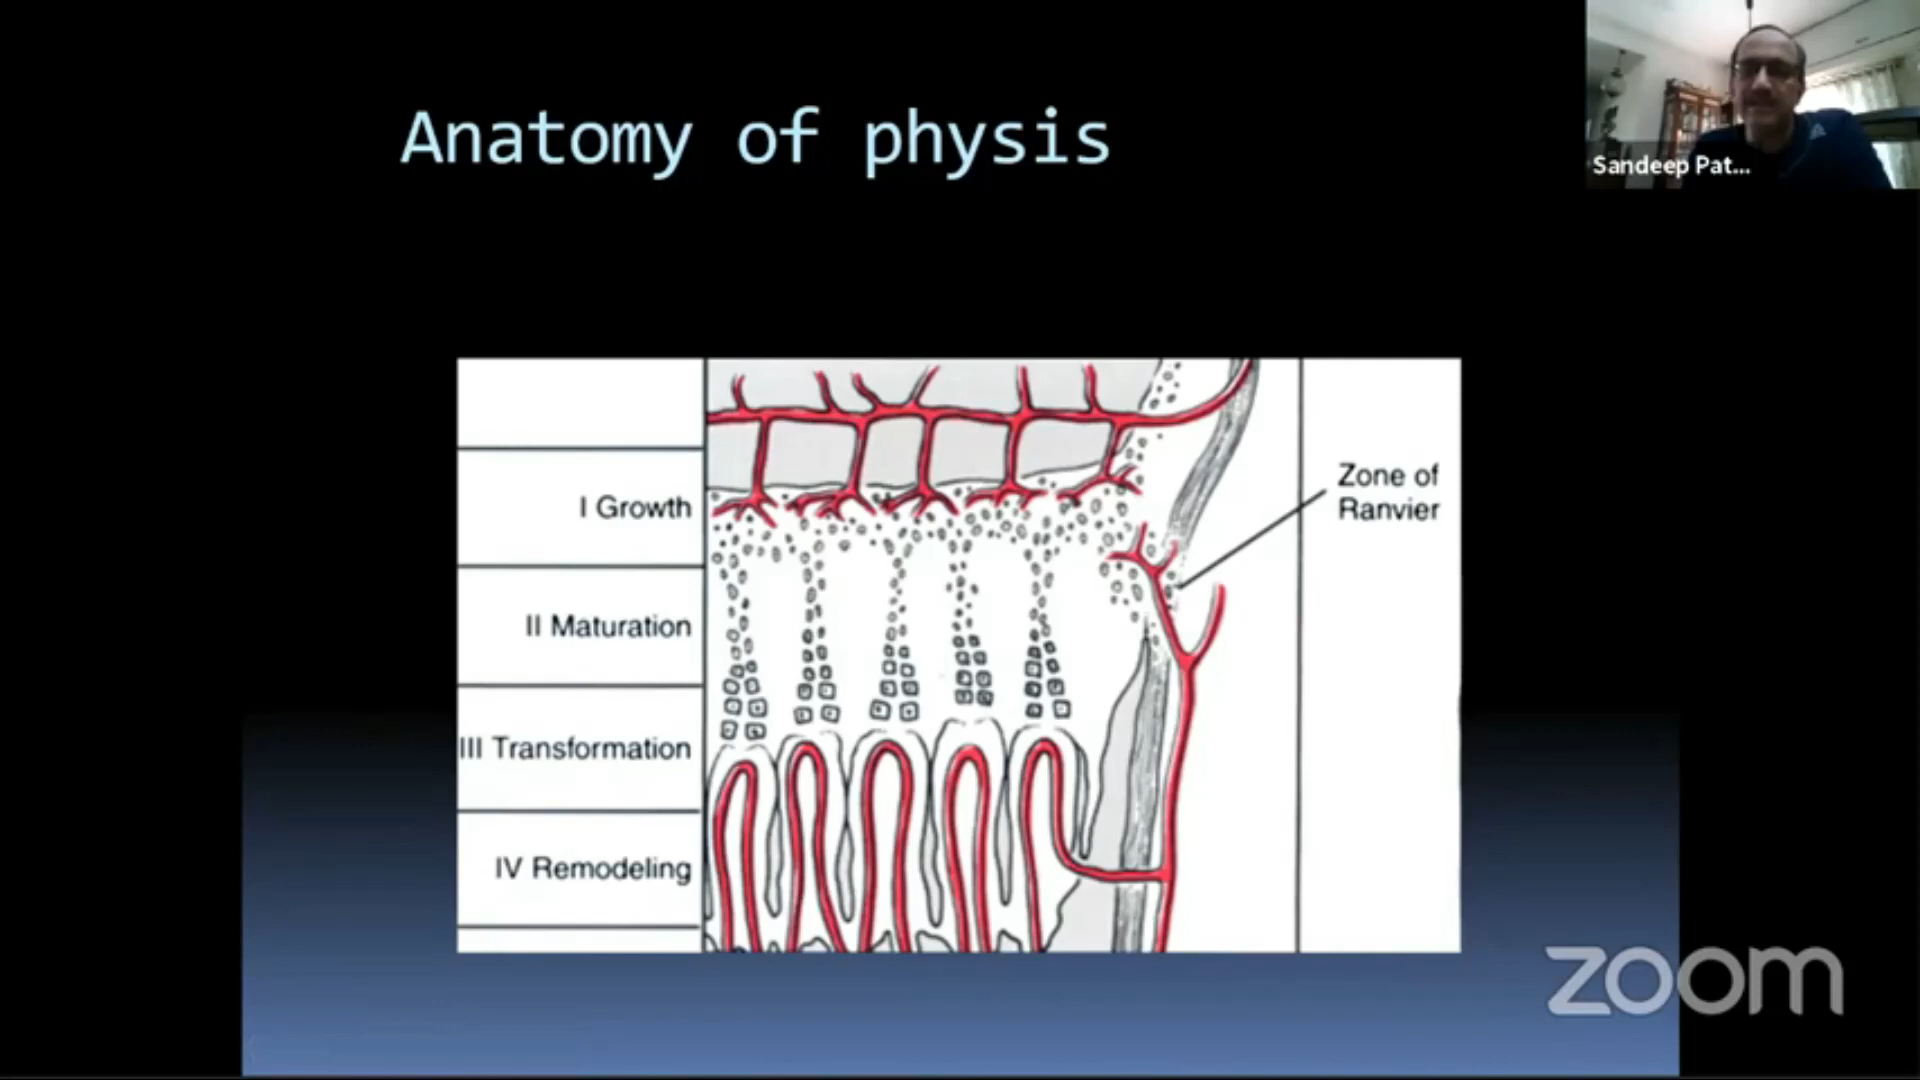 Anatomy of physis
Sandeep Pat...
I Growth
II Maturation
III Transformation
IV Remodeling
Zone of
Ranvier
zoom